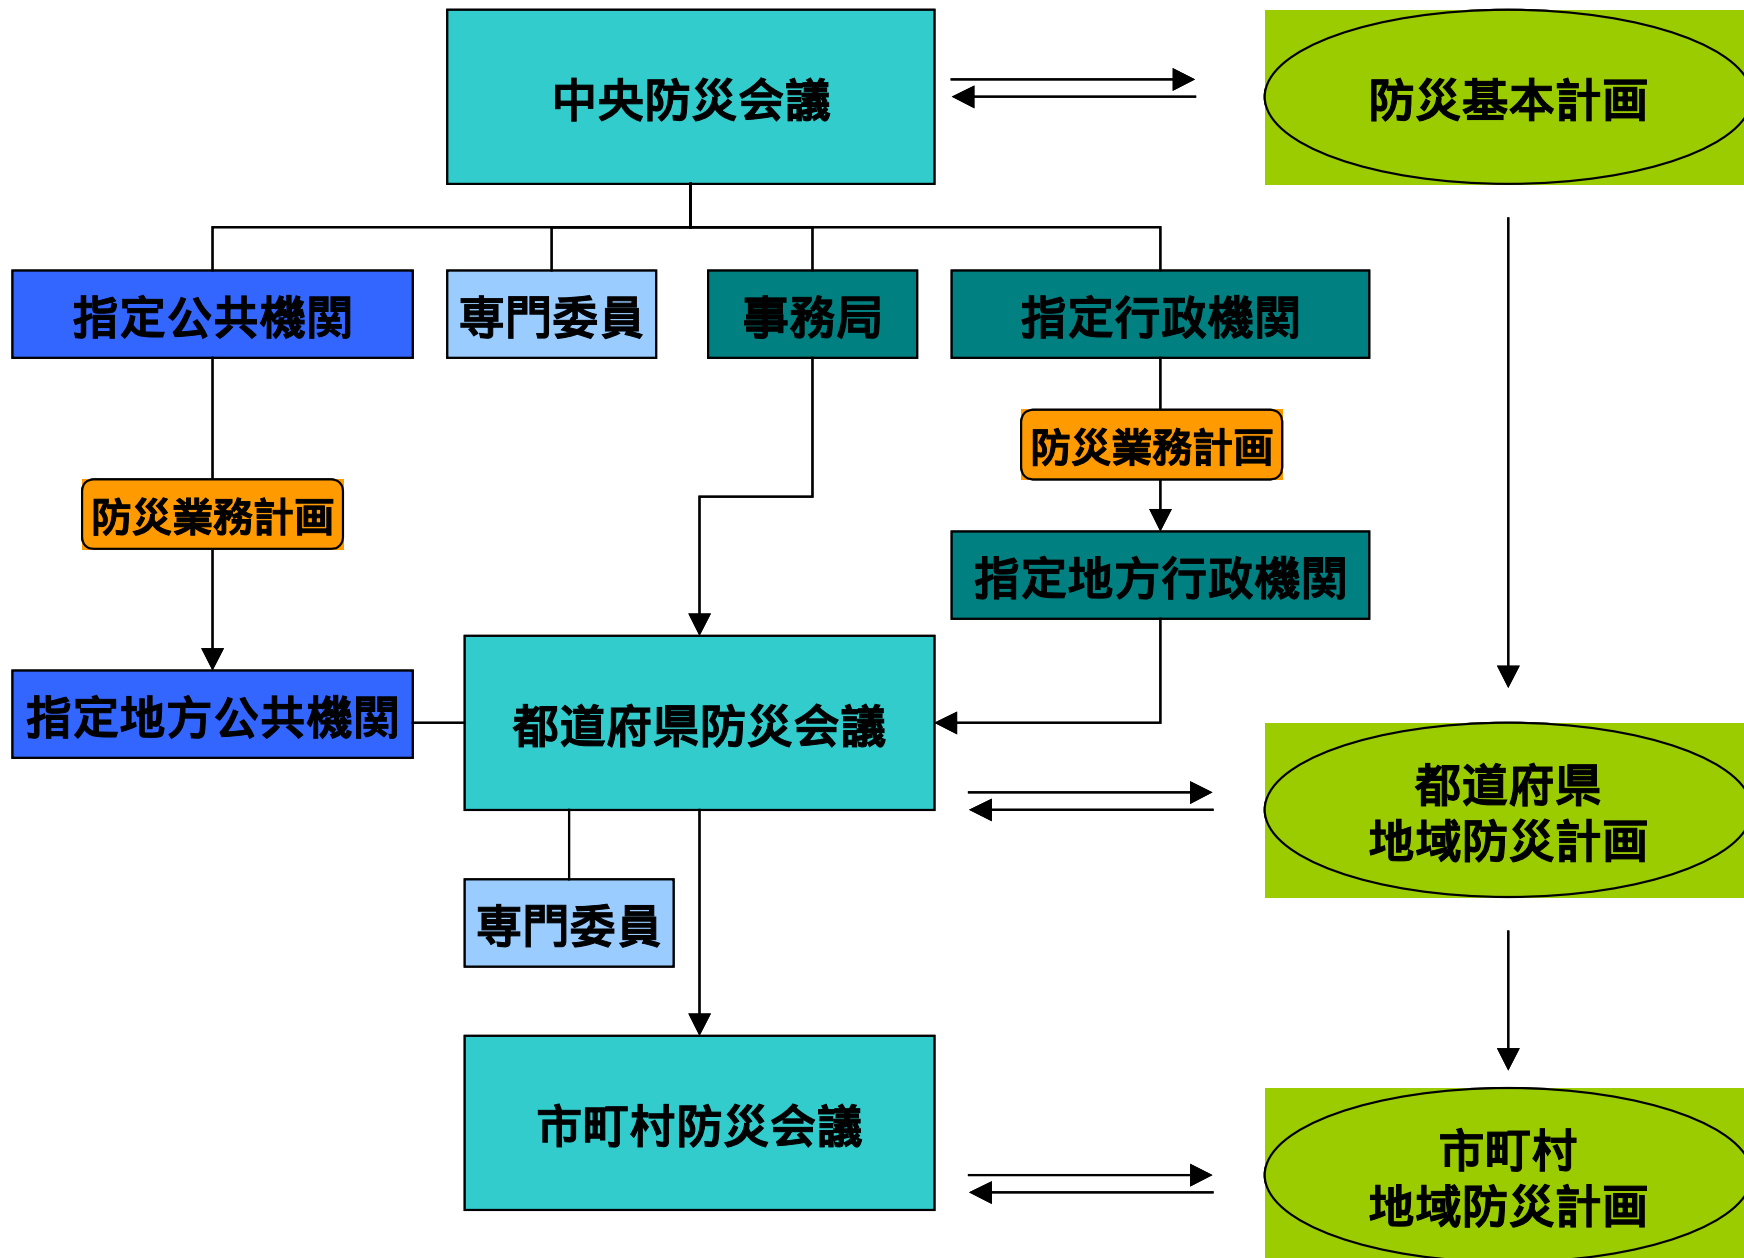 中央防災会議
防災基本計画
指定公共機関
専門委員
事務局
指定行政機関
防災業務計画
防災業務計画
指定地方行政機関
指定地方公共機関
都道府県防災会議
都道府県
地域防災計画
専門委員
市町村防災会議
市町村
地域防災計画